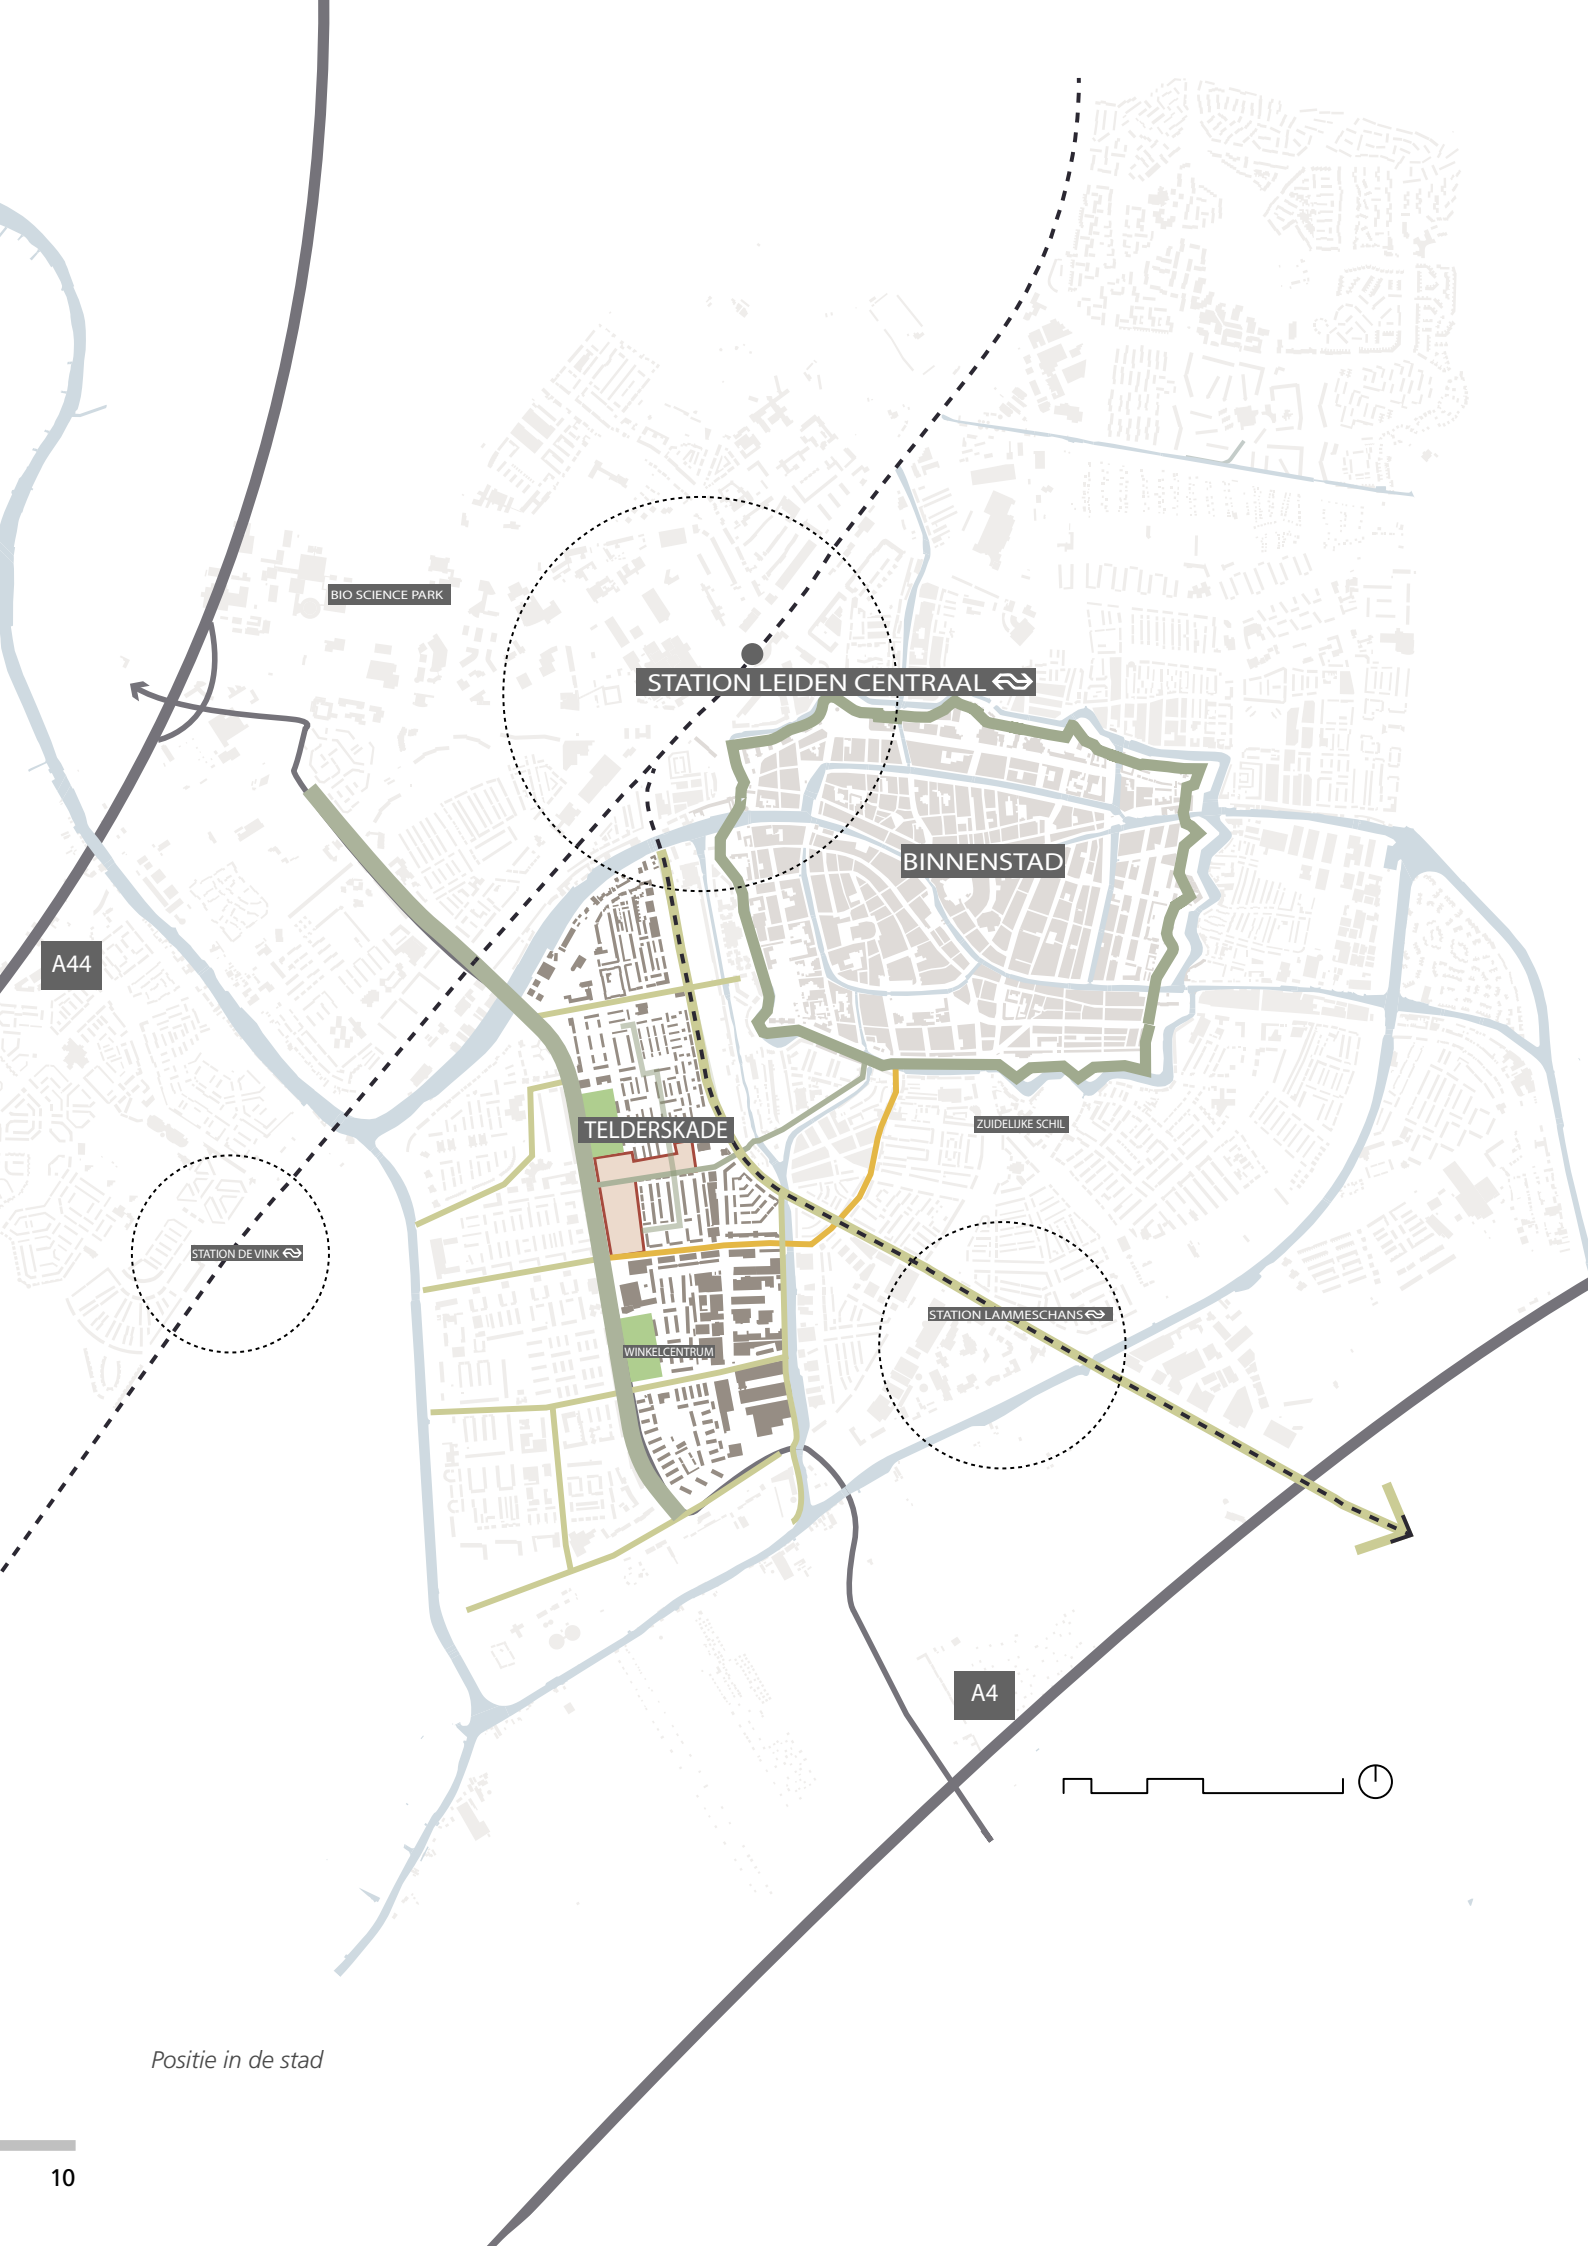 BIO SCIENCE PARK
STATION LEIDEN CENTRAAL
BINNENSTAD
A44
TELDERSKADE
ZUIDELIJKE SCHIL
STATION DE VINK
STATION LAMMESCHANS
WINKELCENTRUM
A4
Positie in de stad
10